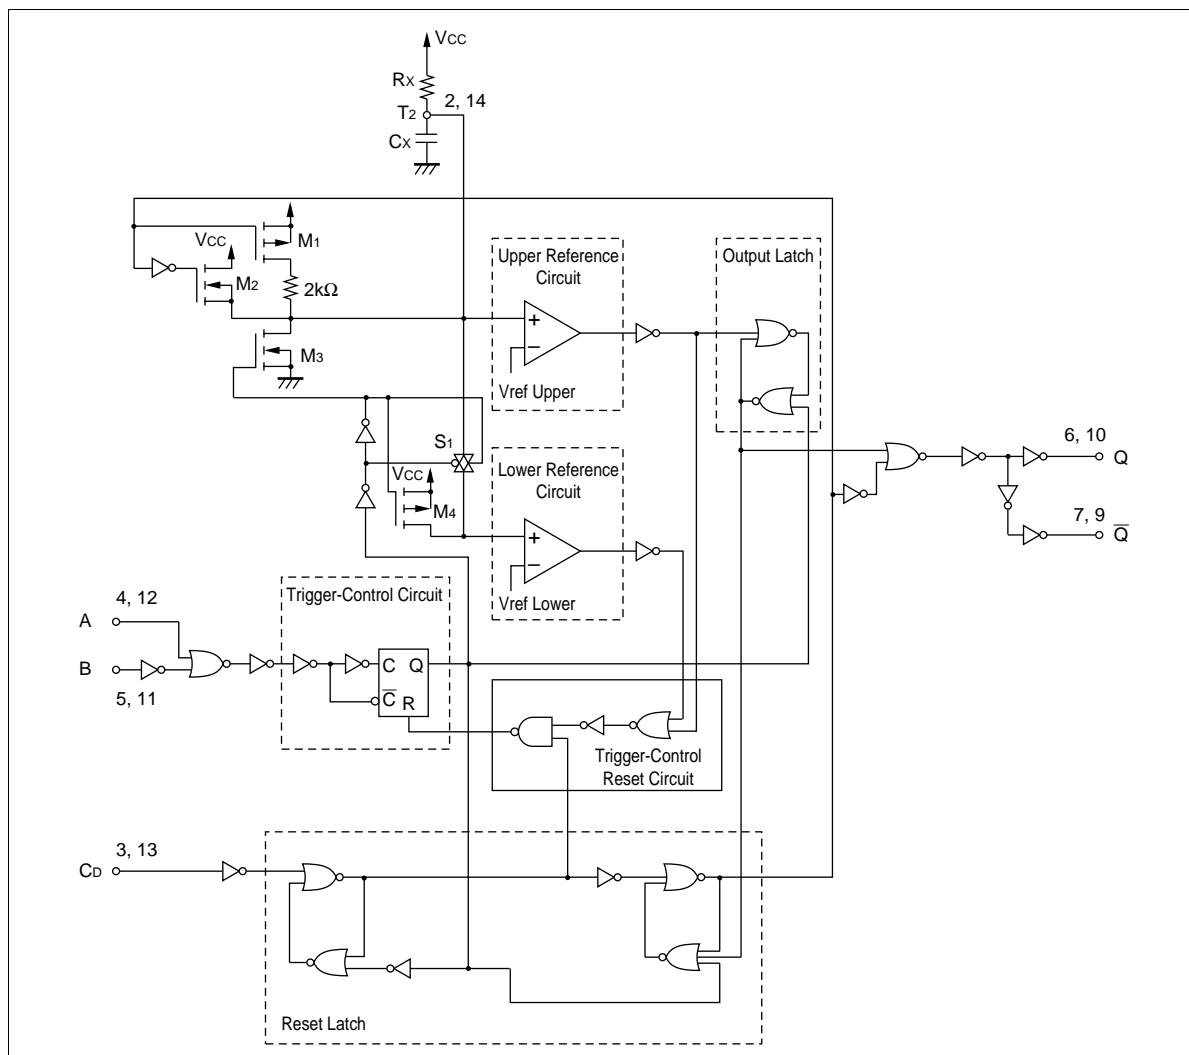 VCC
RX
2, 14
T2
CX
M1
VCC
M2
2kΩ
M3
Upper Reference
Circuit
+
−
Vref Upper
Output Latch
S1
VCC
M4
Lower Reference
Circuit
+
−
Vref Lower
6, 10
Q
7, 9
Q̅
Trigger-Control Circuit
4, 12
A
B
5, 11
C Q
C̅ R
Trigger-Control
Reset Circuit
3, 13
CD
Reset Latch